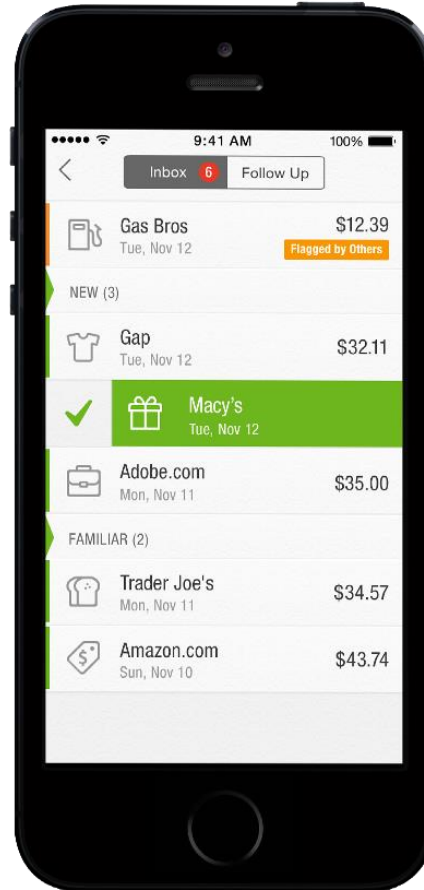 9:41 AM
100%
Inbox 6 Follow Up
Gas Bros
$12.39
Tue, Nov 12
Flagged by Others
NEW (3)
Gap
$32.11
Tue, Nov 12
Macy's
Tue, Nov 12
Adobe.com
$35.00
Mon, Nov 11
FAMILIAR (2)
Trader Joe's
$34.57
Mon, Nov 11
Amazon.com
$43.74
Sun, Nov 10
$